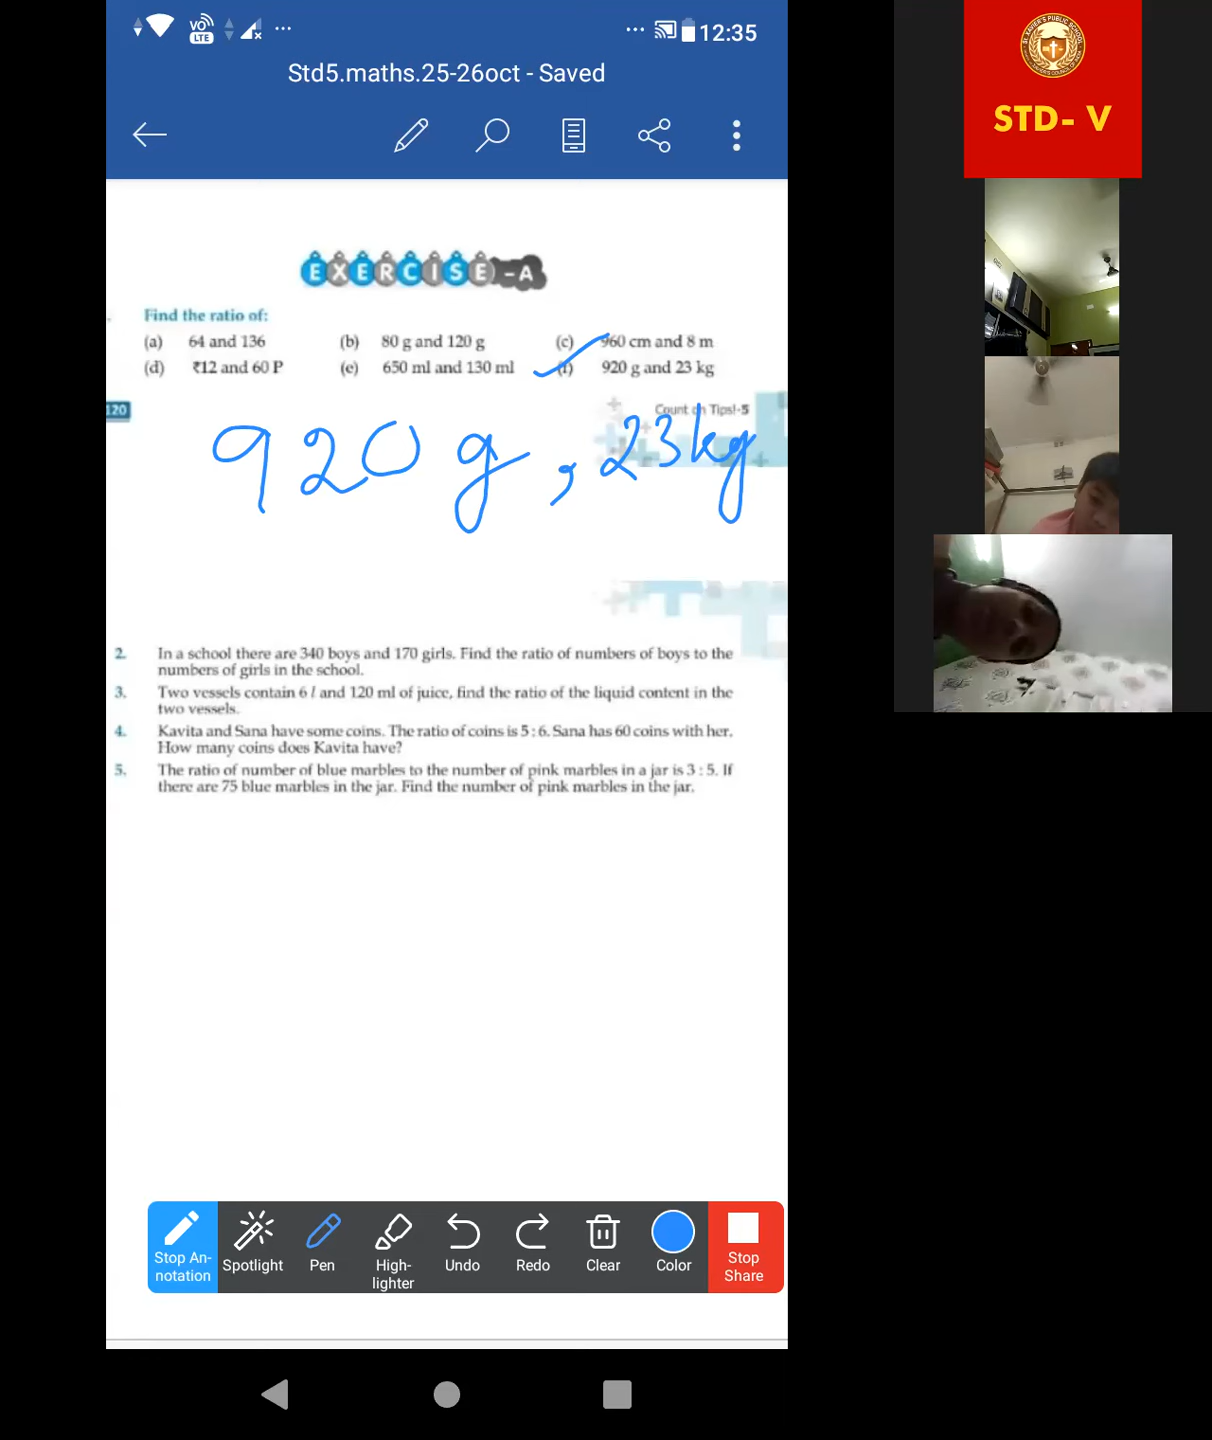 VO)) LTE ... ... 12:35
Std5.maths.25-26oct - Saved
EXERCISE-A
Find the ratio of:
(a) 64 and 136 (b) 80 g and 120 g (c) 960 cm and 8 m
(d) ₹12 and 60 P (e) 650 ml and 130 ml (f) 920 g and 23 kg
120 Count on Tips!-5
920 g , 23 kg
2. In a school there are 340 boys and 170 girls. Find the ratio of numbers of boys to the
numbers of girls in the school.
3. Two vessels contain 6 l and 120 ml of juice, find the ratio of the liquid content in the
two vessels.
4. Kavita and Sana have some coins. The ratio of coins is 5 : 6. Sana has 60 coins with her.
How many coins does Kavita have?
5. The ratio of number of blue marbles to the number of pink marbles in a jar is 3 : 5. If
there are 75 blue marbles in the jar. Find the number of pink marbles in the jar.
Stop An-
notation
Spotlight
Pen
High-
lighter
Undo
Redo
Clear
Color
Stop
Share
STD- V